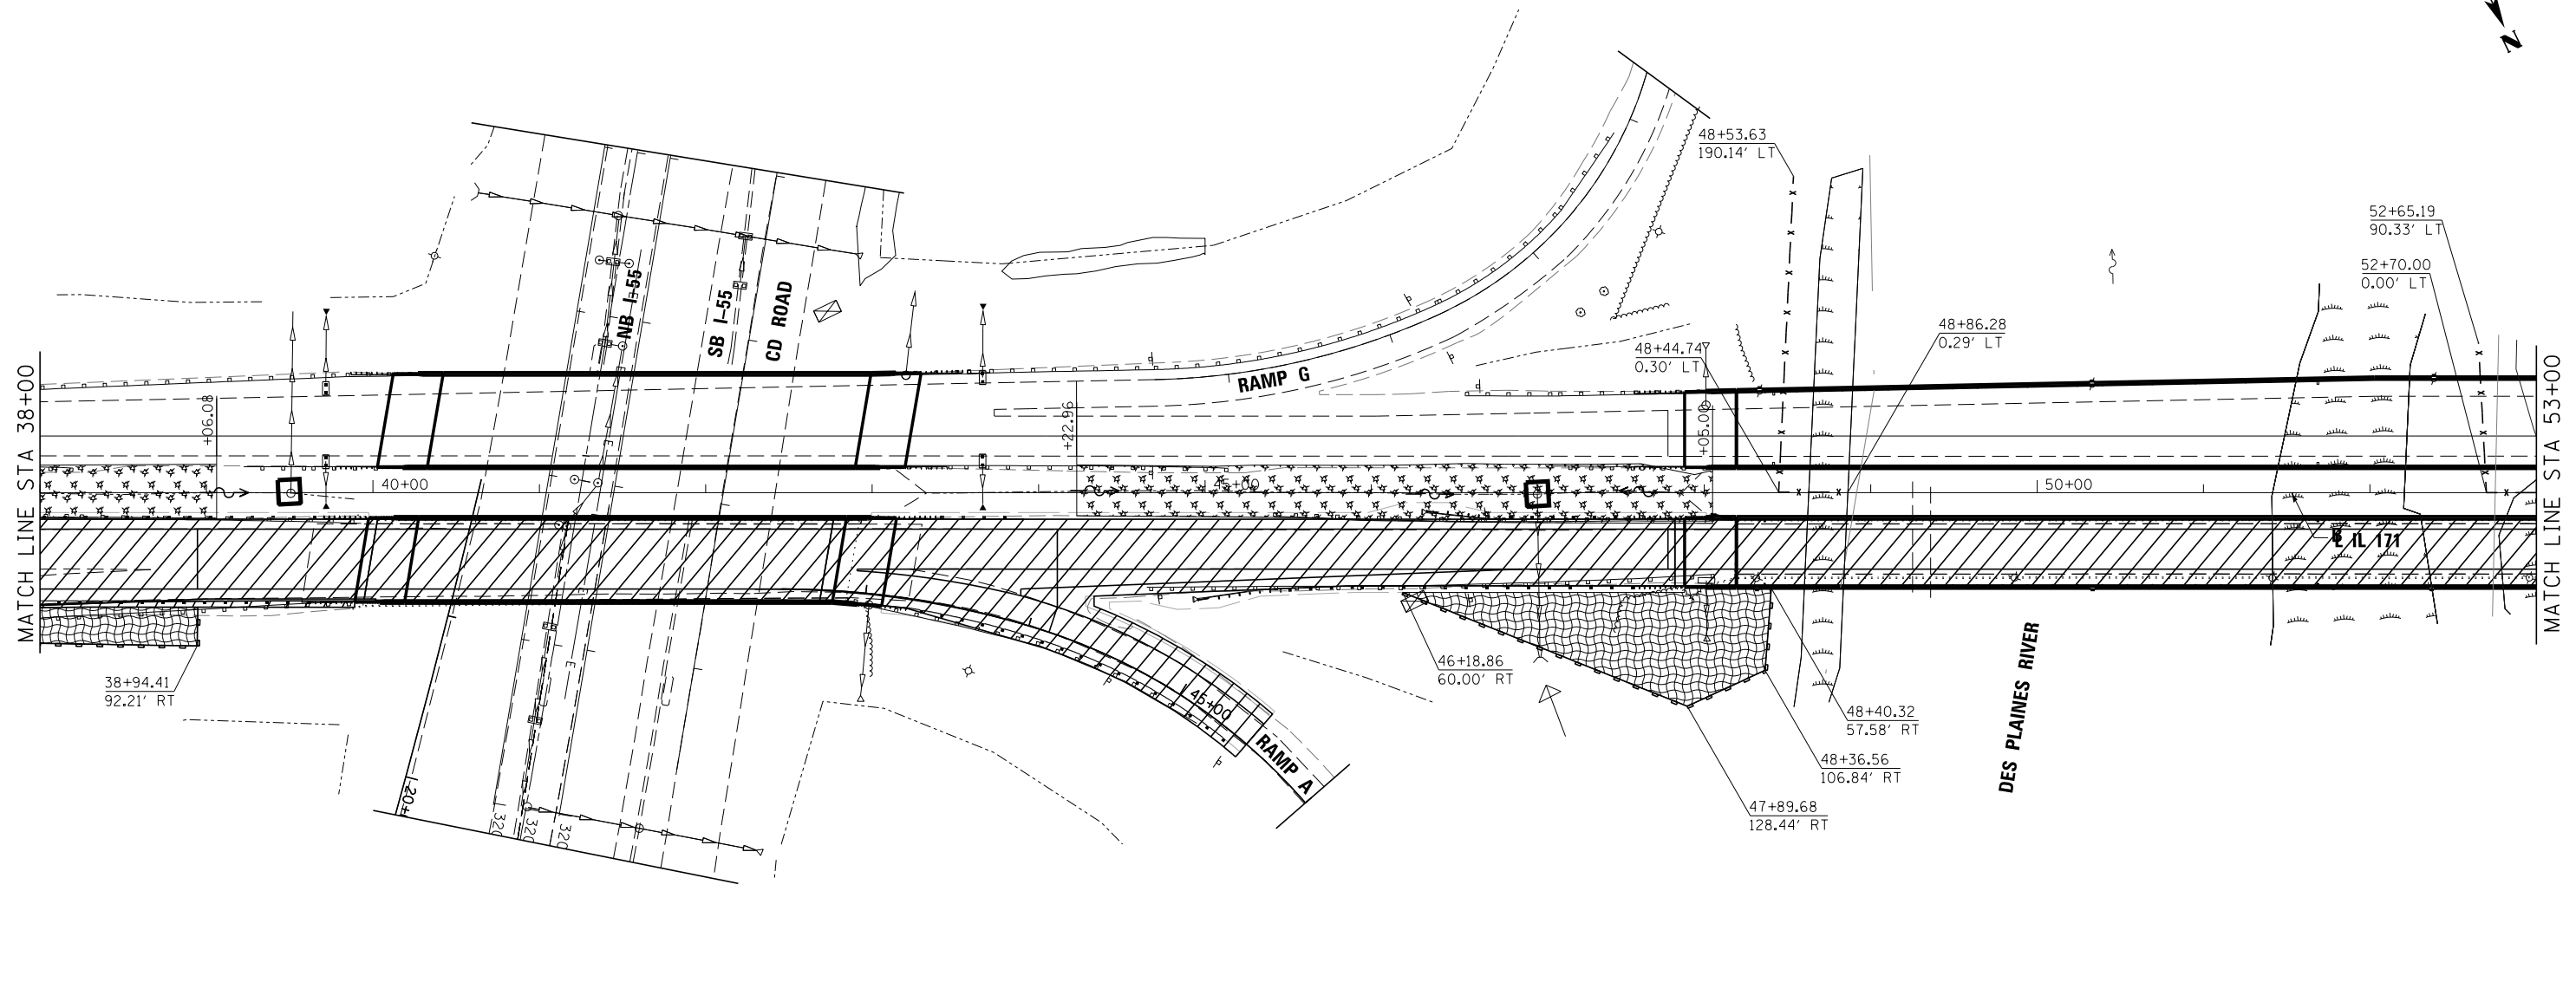 N
48+53.63
190.14' LT
52+65.19
90.33' LT
52+70.00
0.00' LT
NB I-55
SB I-55
CD ROAD
48+86.28
0.29' LT
48+44.74
0.30' LT
RAMP G
MATCH LINE STA 38+00
+06.08
+22.96
+05.00
MATCH LINE STA 53+00
40+00
45+00
50+00
E
℄ IL 171
E
38+94.41
92.21' RT
46+18.86
60.00' RT
45+00
RAMP A
48+40.32
57.58' RT
48+36.56
106.84' RT
47+89.68
128.44' RT
DES PLAINES RIVER
320
320
320